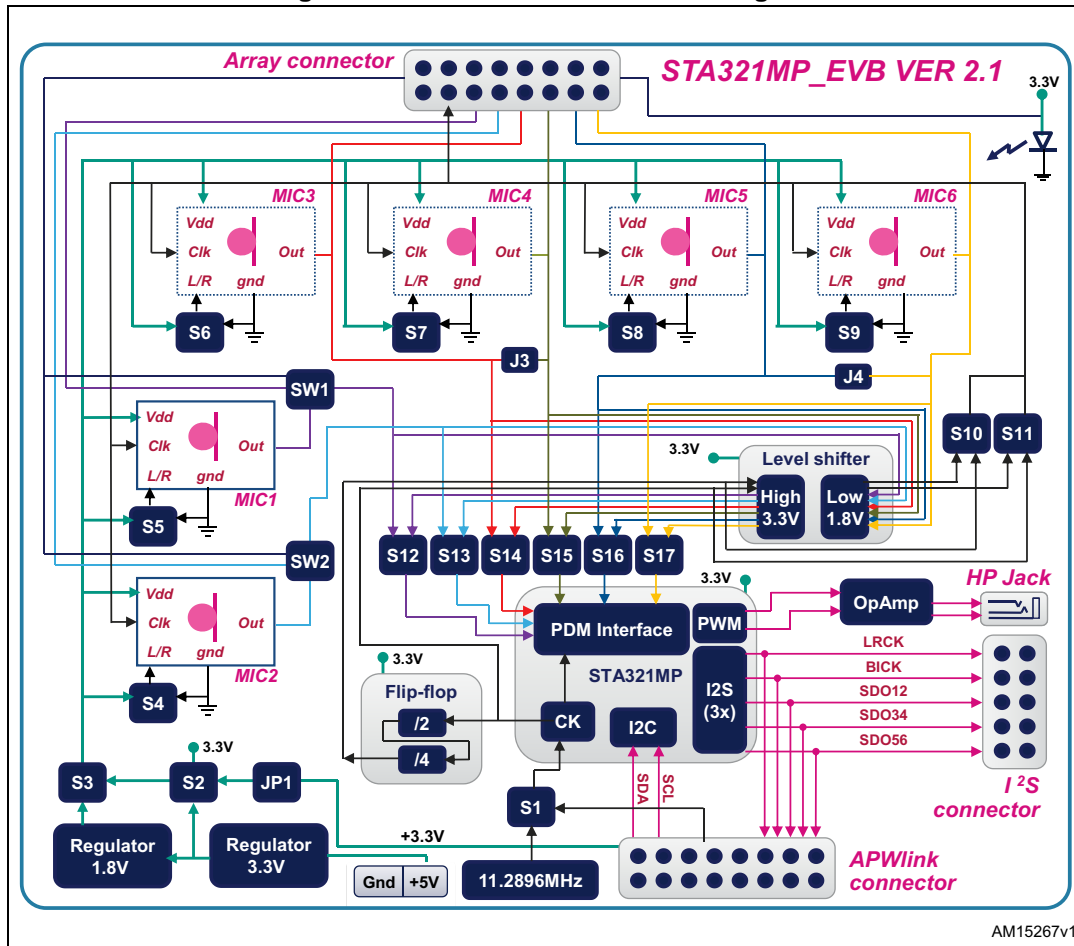 Array connector
STA321MP_EVB VER 2.1
3.3V
MIC3
Vdd
Clk
Out
L/R
gnd
S6
MIC4
Vdd
Clk
Out
L/R
gnd
S7
MIC5
Vdd
Clk
Out
L/R
gnd
S8
MIC6
Vdd
Clk
Out
L/R
gnd
S9
J3
J4
SW1
Vdd
Clk
Out
L/R
gnd
MIC1
S5
S10
S11
3.3V
Level shifter
High
3.3V
Low
1.8V
SW2
Vdd
Clk
Out
L/R
gnd
MIC2
S4
S12
S13
S14
S15
S16
S17
3.3V
PDM Interface
PWM
STA321MP
I2S
(3x)
CK
I2C
OpAmp
HP Jack
LRCK
BICK
SDO12
SDO34
SDO56
I²S
connector
3.3V
Flip-flop
/2
/4
SDA
SCL
S1
3.3V
S3
S2
JP1
+3.3V
Regulator
1.8V
Regulator
3.3V
Gnd
+5V
11.2896MHz
APWlink
connector
AM15267v1